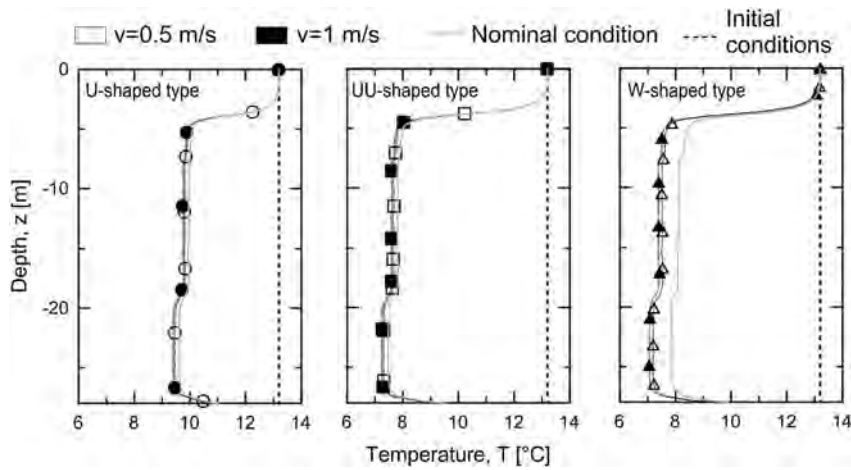 v=0.5 m/s v=1 m/s Nominal condition Initial conditions
U-shaped type UU-shaped type W-shaped type
0
-10
-20
Depth, z [m]
6 8 10 12 14 6 8 10 12 14 6 8 10 12 14
Temperature, T [°C]